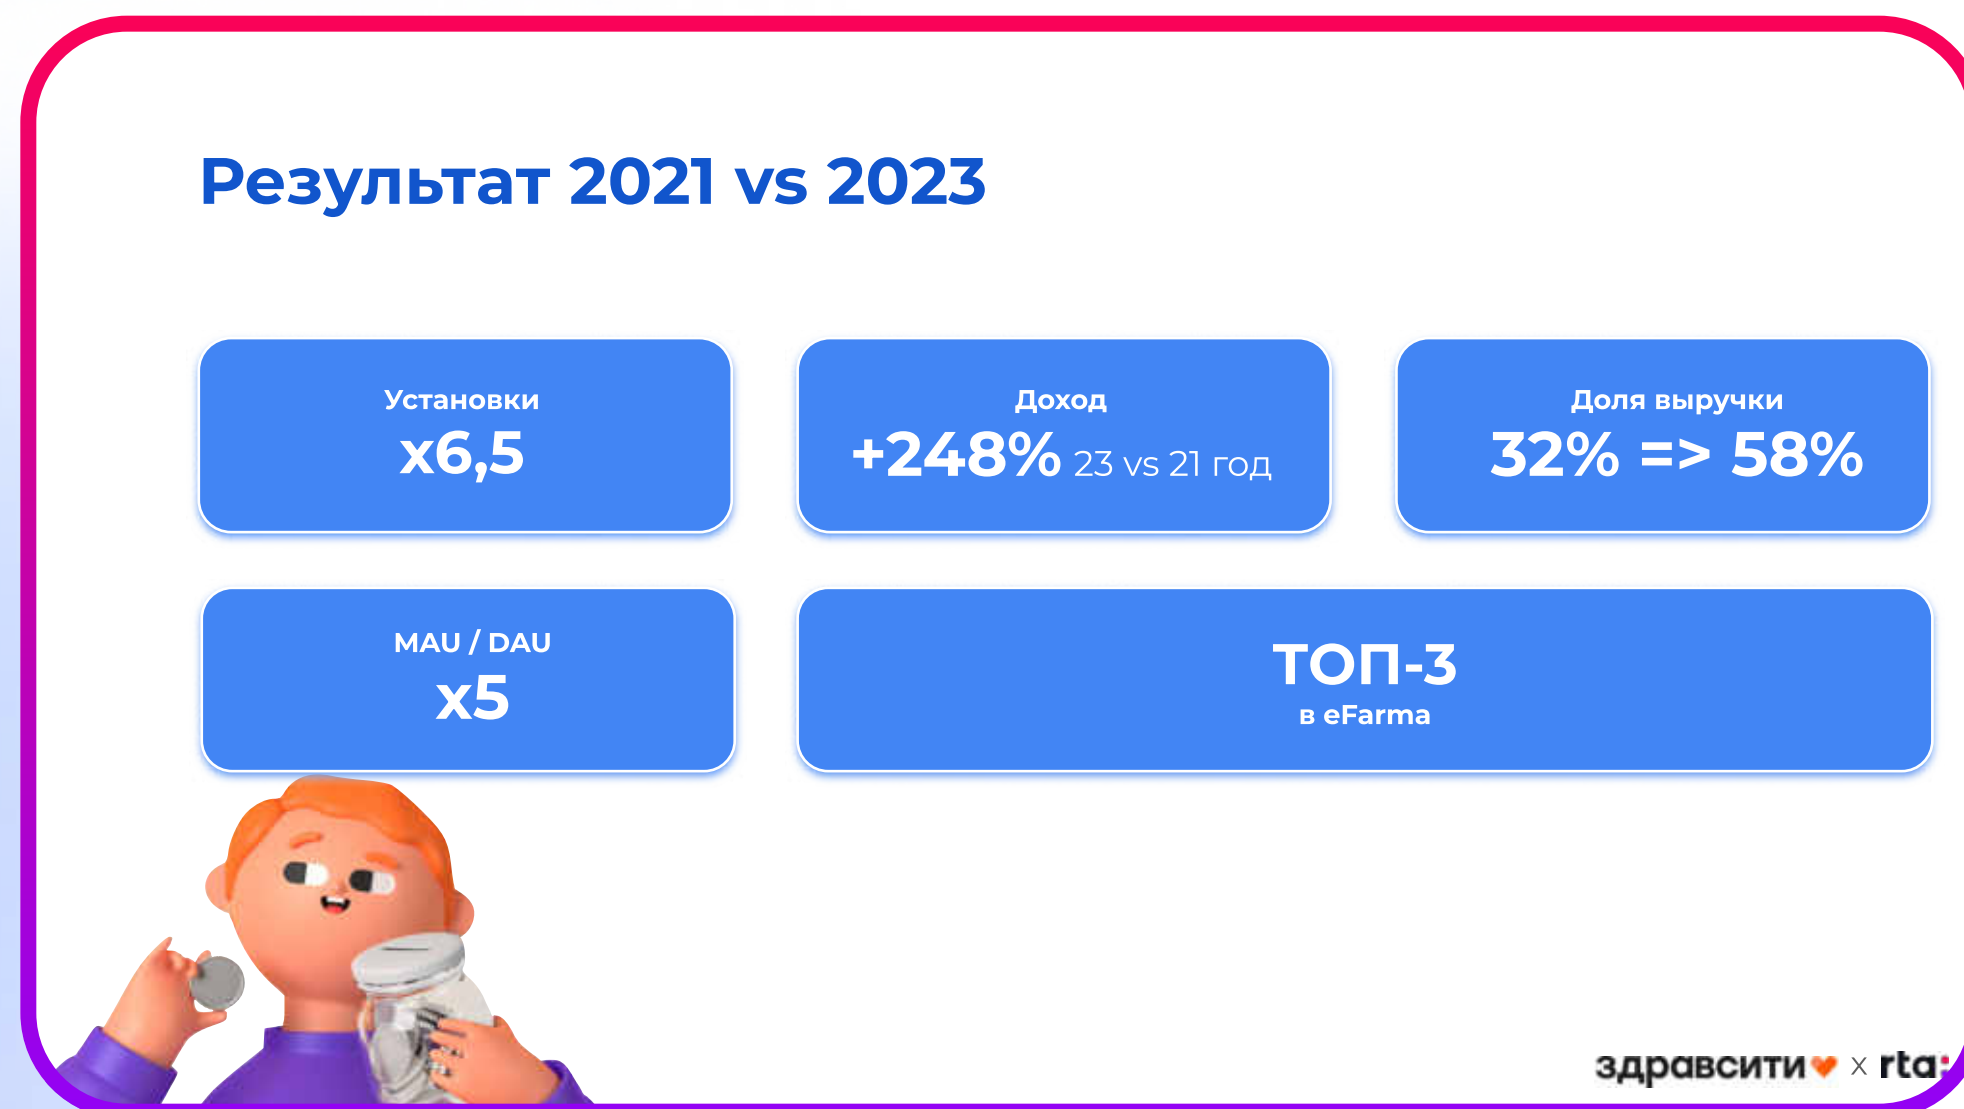 Результат 2021 vs 2023
Установки
x6,5
Доход
+248% 23 vs 21 год
Доля выручки
32% => 58%
MAU / DAU
x5
ТОП-3
в eFarma
здравсити x rta: